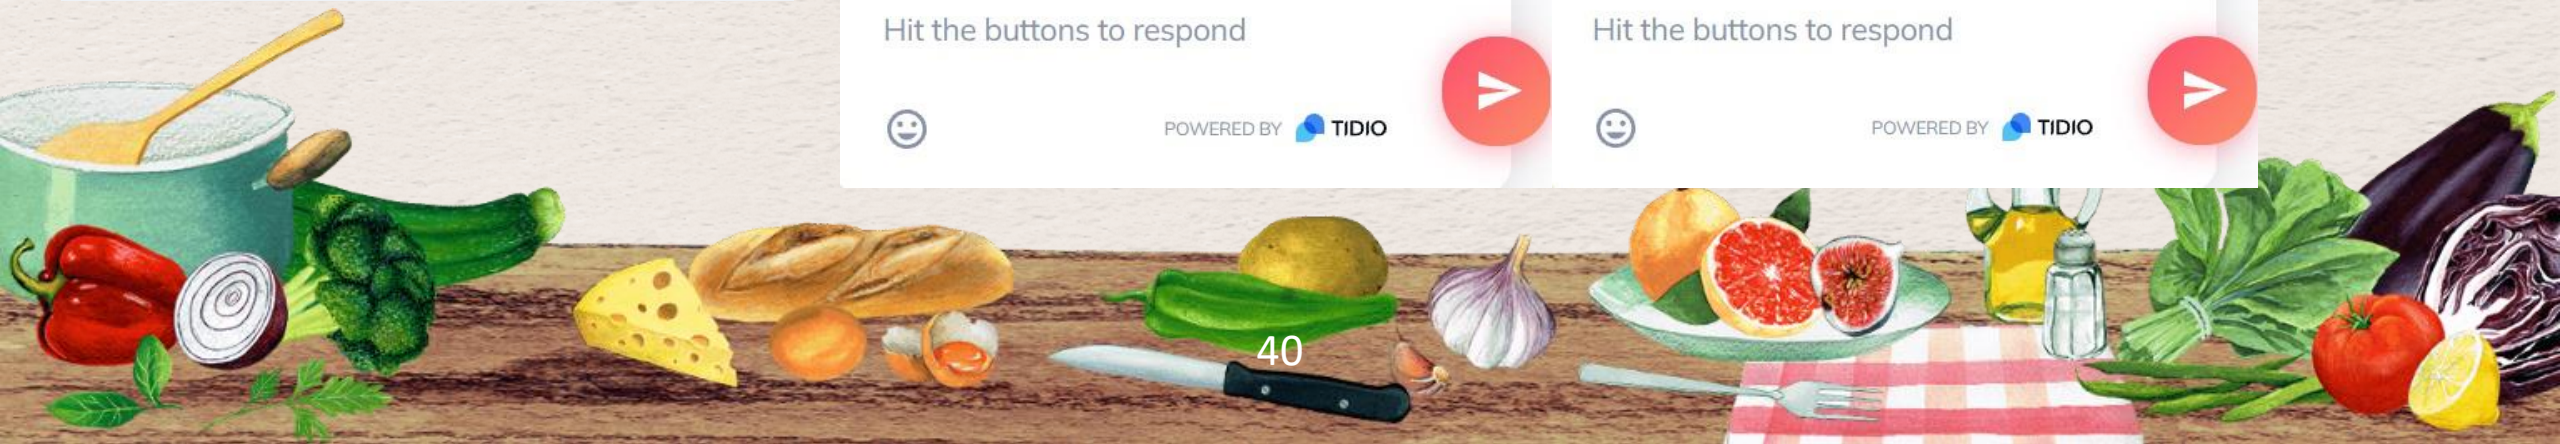 Hit the buttons to respond
POWERED BY TIDIO
Hit the buttons to respond
POWERED BY TIDIO
40